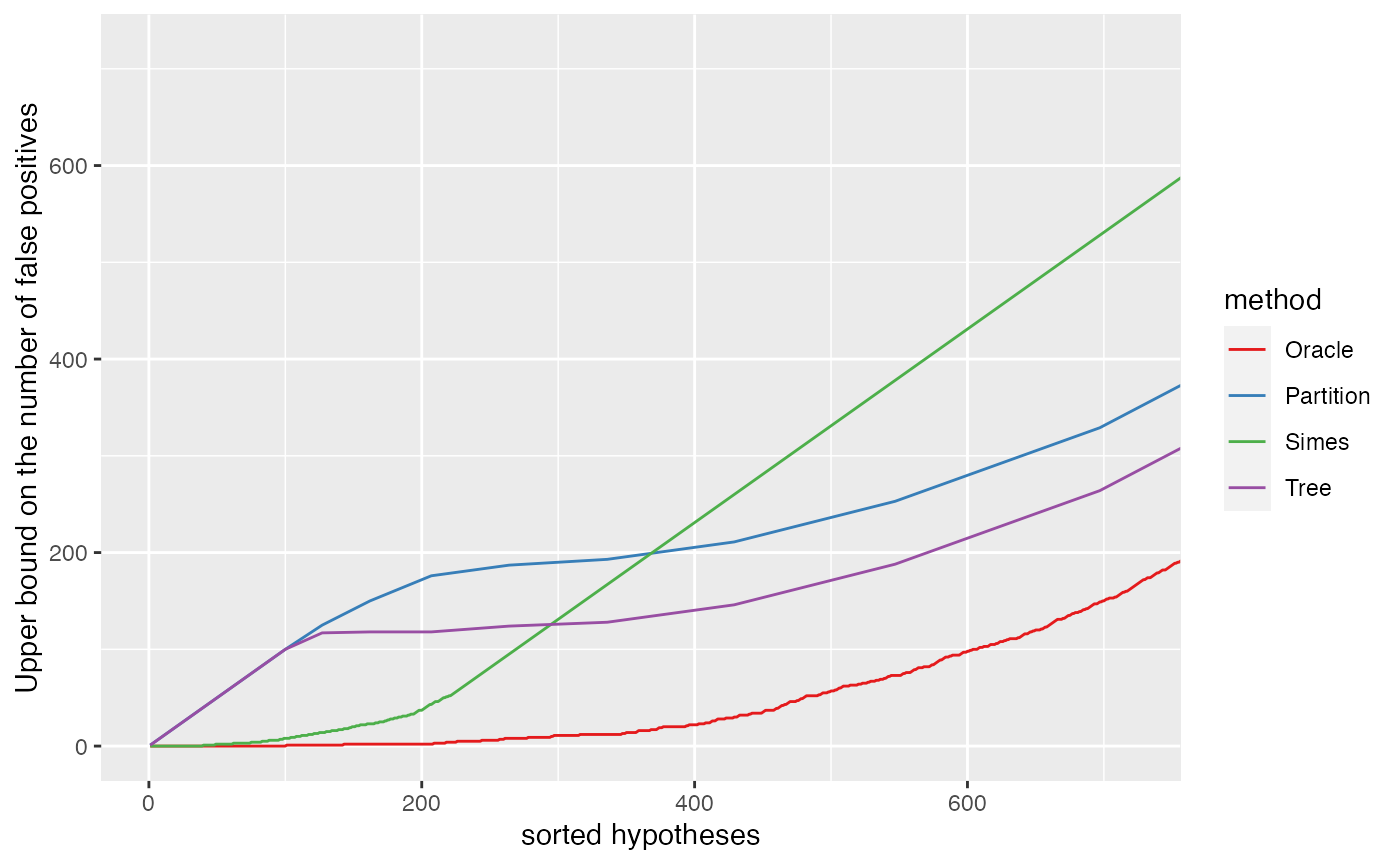 Upper bound on the number of false positives
600
400
200
0
0
200
400
600
sorted hypotheses
method
Oracle
Partition
Simes
Tree